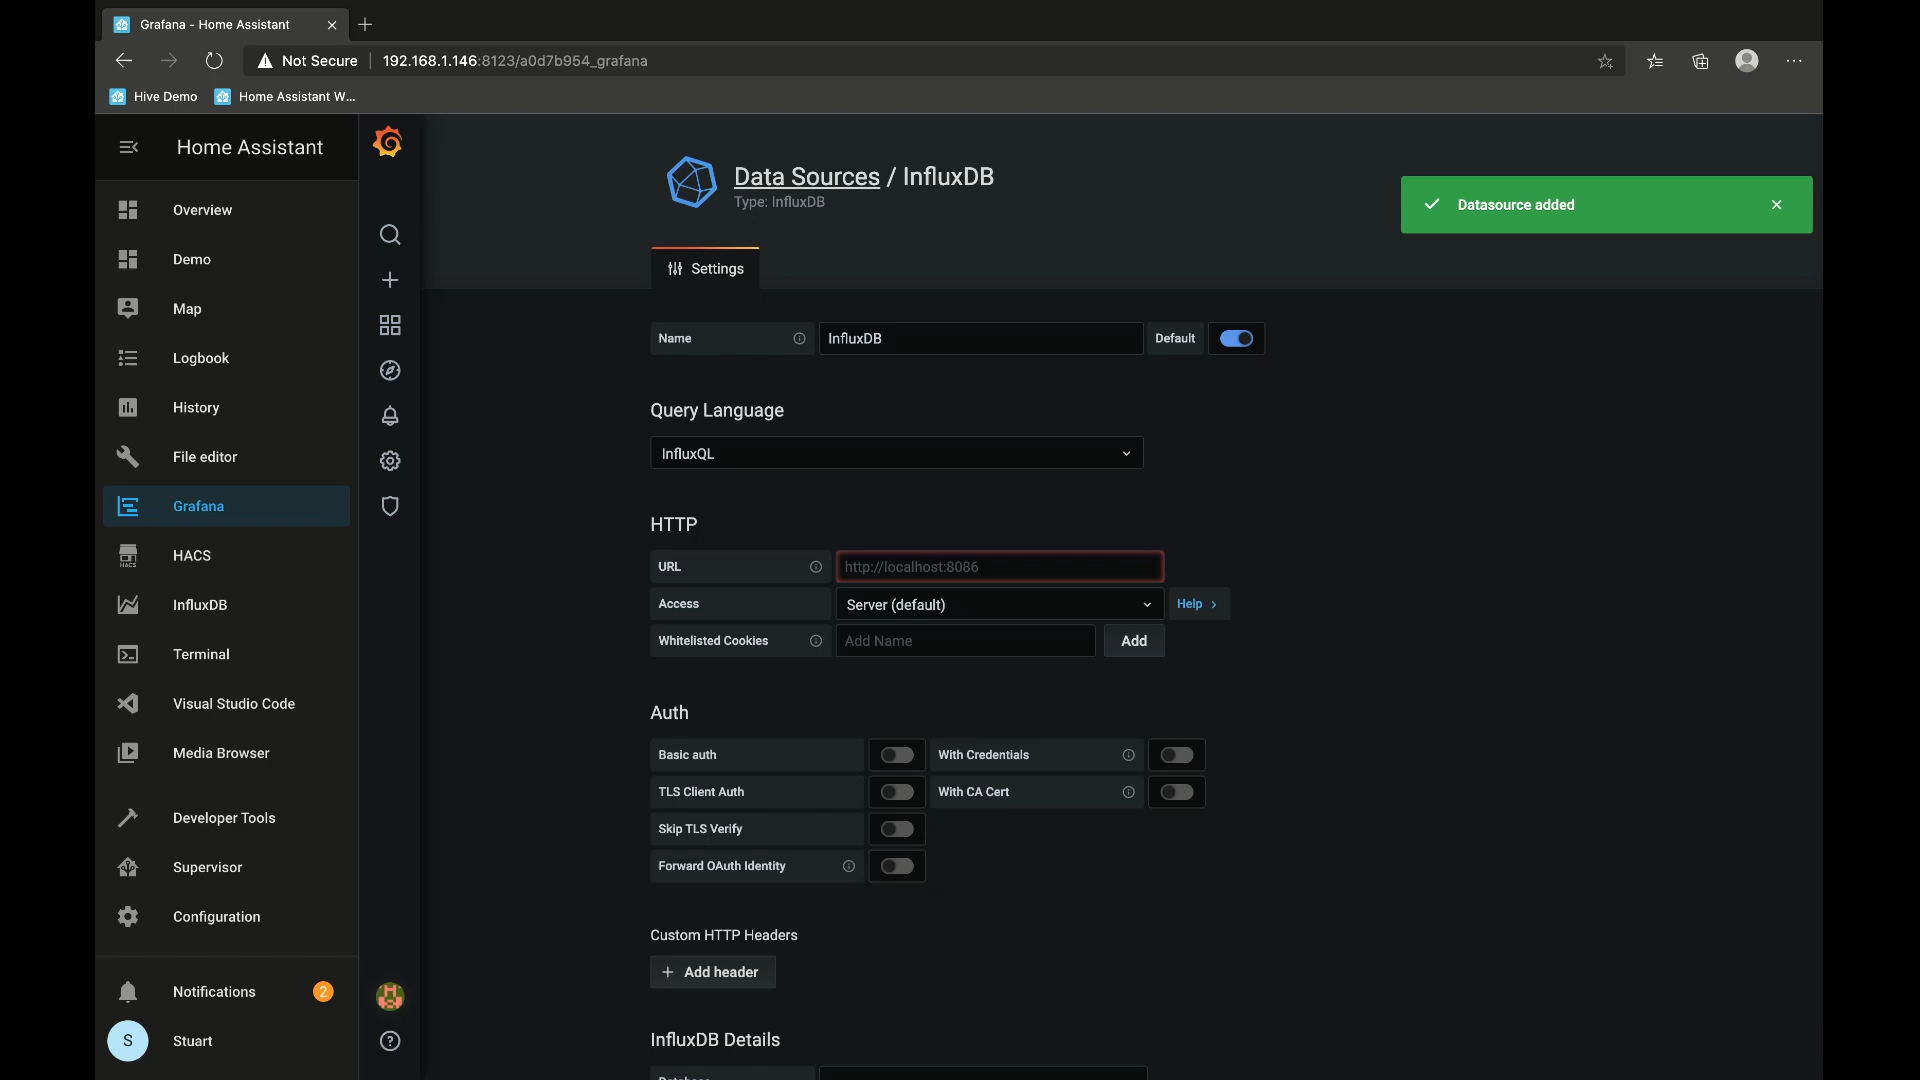 Grafana - Home Assistant
Not Secure
192.168.1.146:8123/a0d7b954_grafana
Hive Demo
Home Assistant W...
Home Assistant
Overview
Demo
Map
Logbook
History
File editor
Grafana
HACS
HACS
InfluxDB
Terminal
Visual Studio Code
Media Browser
Developer Tools
Supervisor
Configuration
Notifications
2
S
Stuart
Data Sources / InfluxDB
Type: InfluxDB
Datasource added
Settings
Name
InfluxDB
Default
Query Language
InfluxQL
HTTP
URL
http://localhost:8086
Access
Server (default)
Help
Whitelisted Cookies
Add Name
Add
Auth
Basic auth
With Credentials
TLS Client Auth
With CA Cert
Skip TLS Verify
Forward OAuth Identity
Custom HTTP Headers
Add header
InfluxDB Details